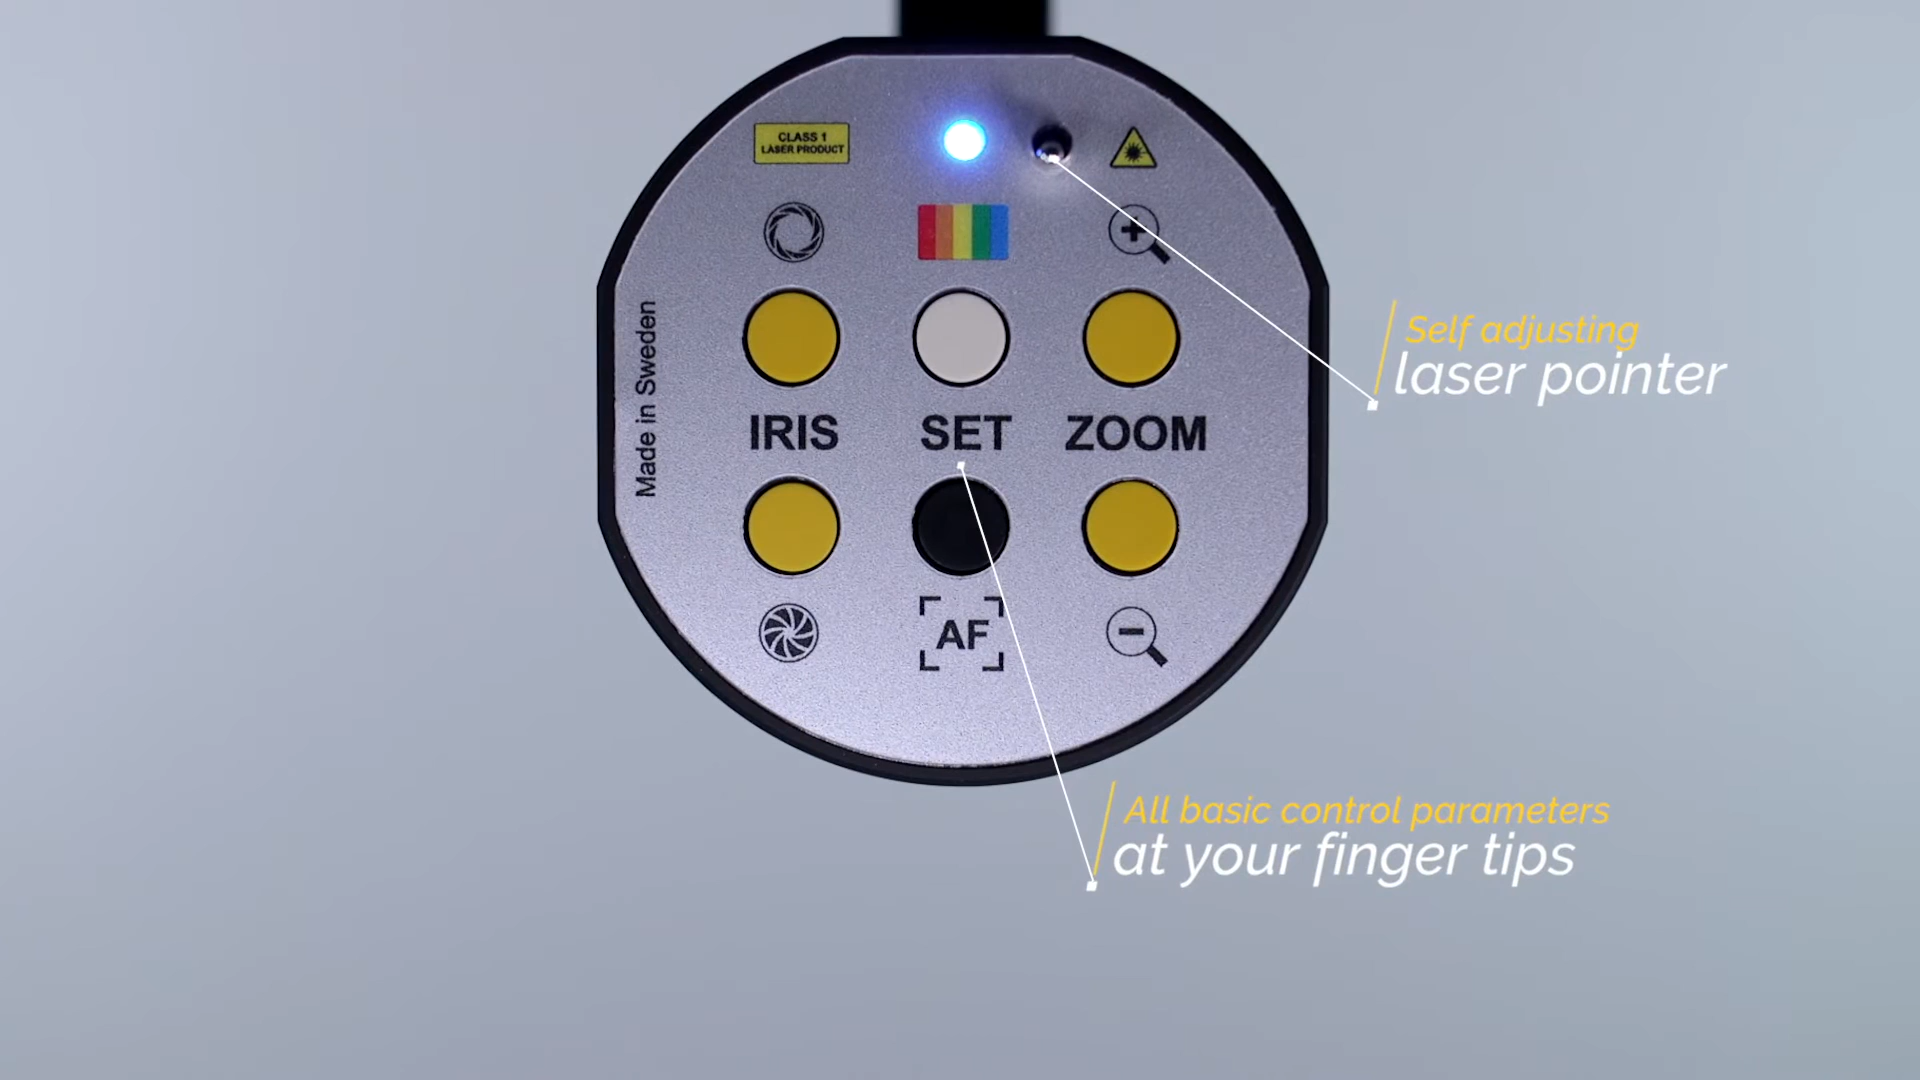 CLASS 1
LASER PRODUCT
Made in Sweden
IRIS SET ZOOM
AF
Self adjusting
laser pointer
All basic control parameters
at your finger tips